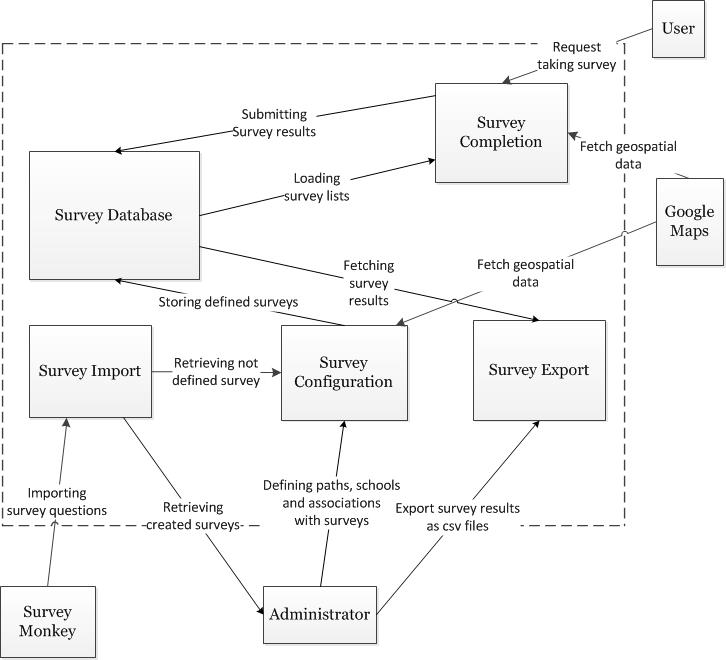 User
Request
taking survey
Submitting
Survey results
Survey
Completion
Fetch geospatial
data
Loading
survey lists
Survey Database
Google
Maps
Fetching
survey
results
Fetch geospatial
data
Storing defined surveys
Survey Import
Retrieving not
defined survey
Survey
Configuration
Survey Export
Importing
survey questions
Retrieving
created surveys
Defining paths, schools
and associations
with surveys
Export survey results
as csv files
Survey
Monkey
Administrator